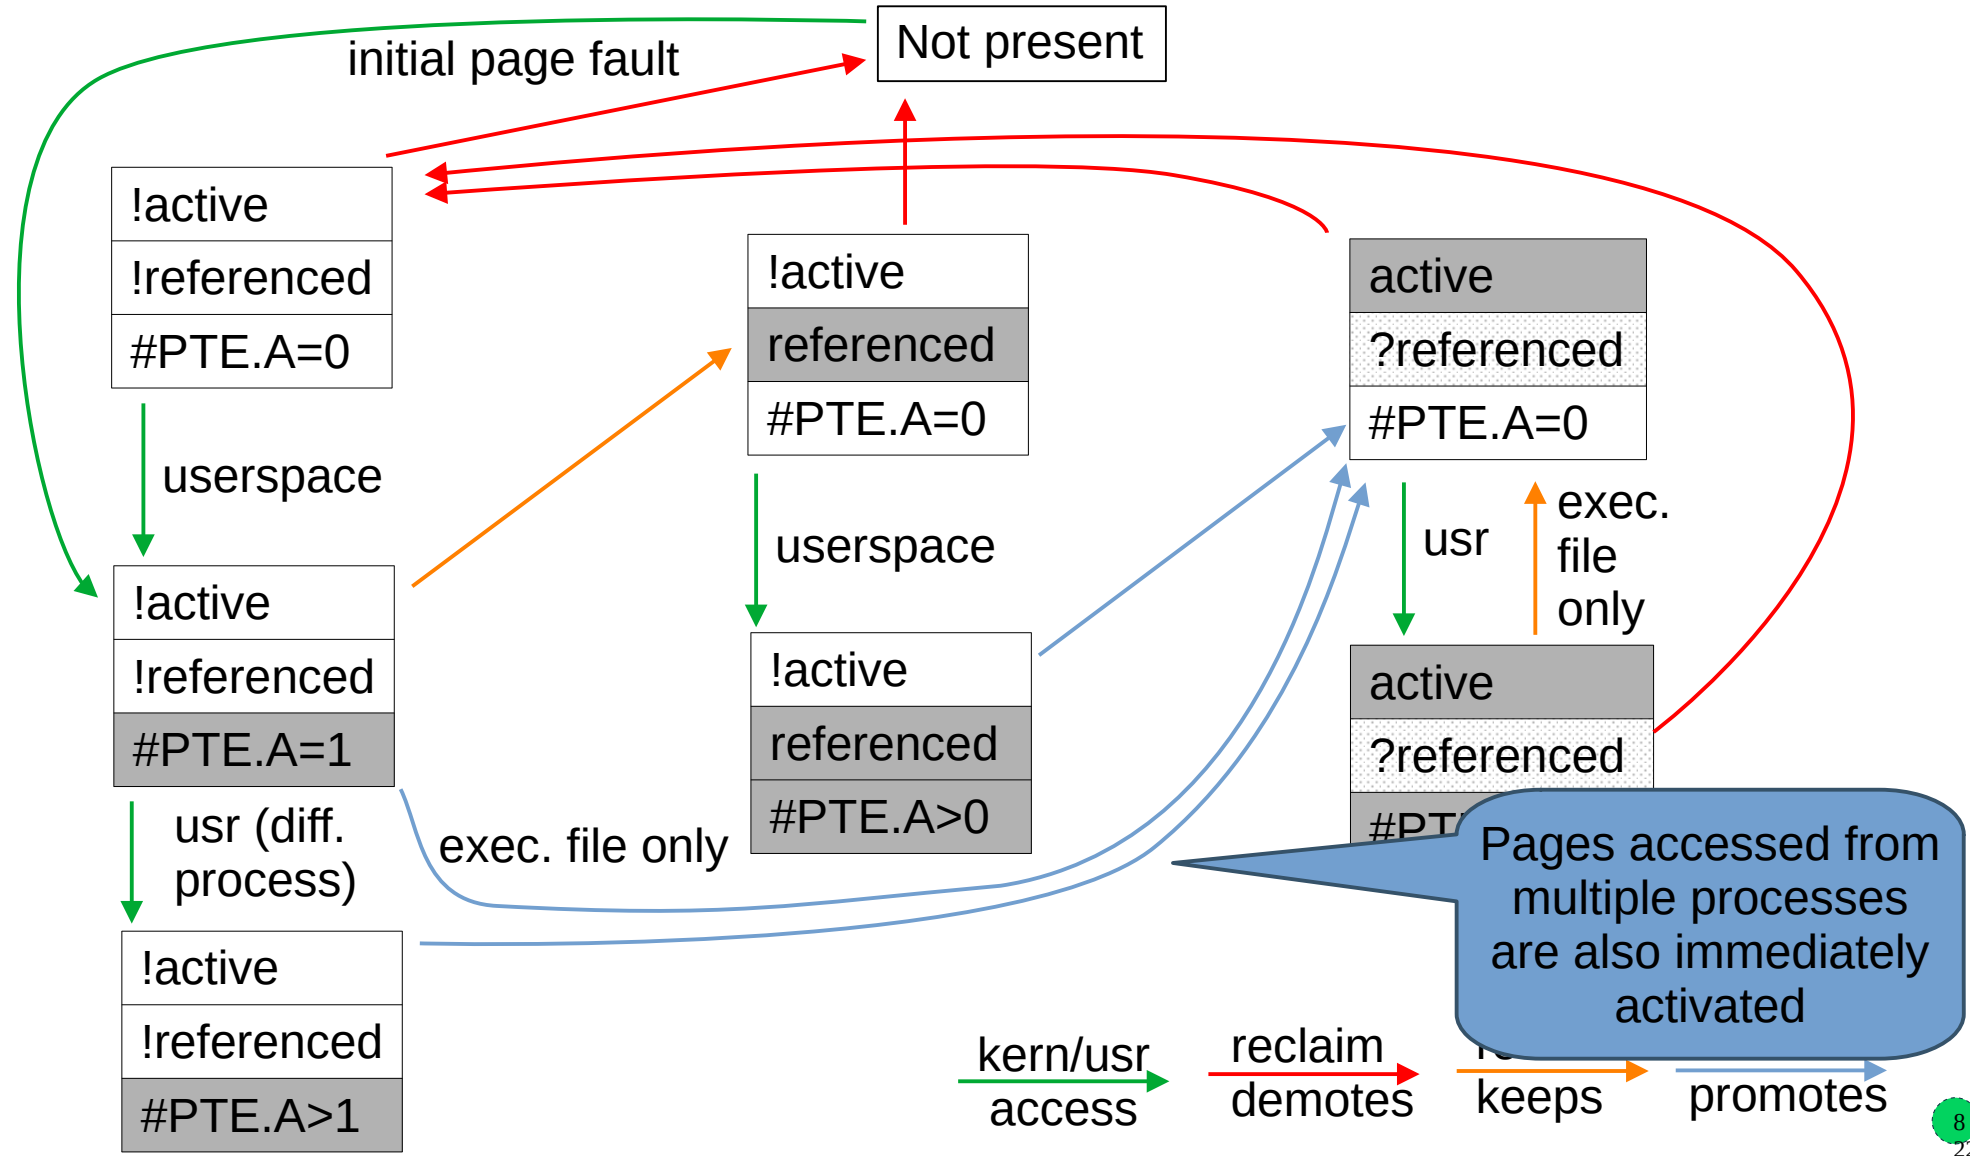 Not present
initial page fault
!active
!referenced
#PTE.A=0
!active
referenced
#PTE.A=0
active
?referenced
#PTE.A=0
userspace
userspace
usr
exec.
file
only
!active
!referenced
#PTE.A=1
!active
referenced
#PTE.A>0
active
?referenced
usr (diff.
process)
exec. file only
Pages accessed from
multiple processes
are also immediately
activated
!active
!referenced
#PTE.A>1
kern/usr
access
reclaim
demotes
keeps
promotes
8
22